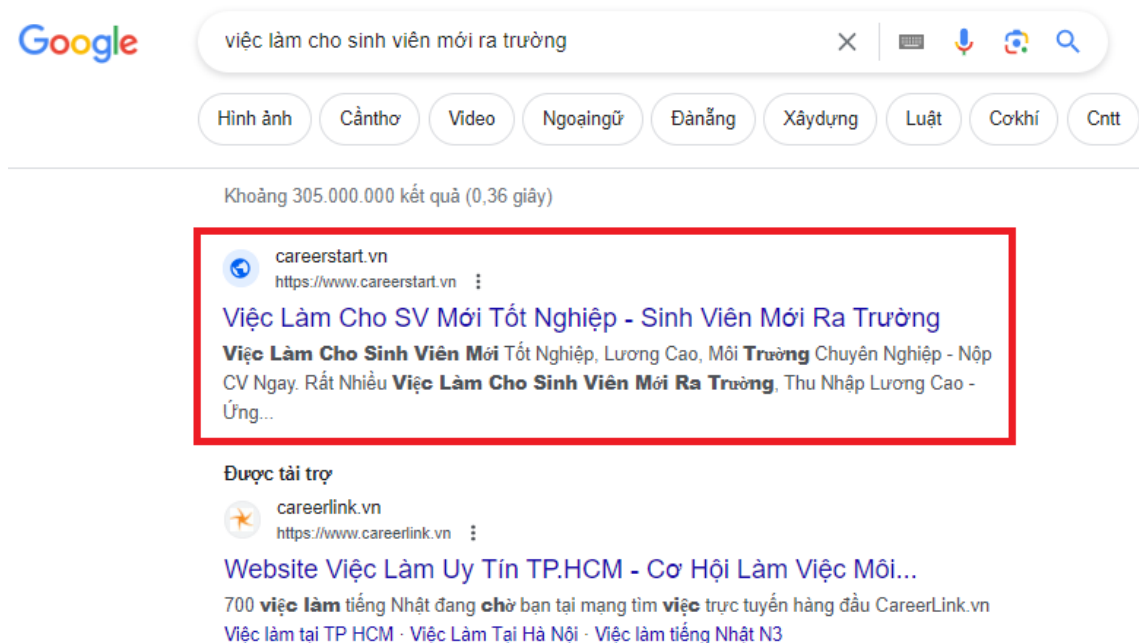 Google
việc làm cho sinh viên mới ra trường
Hình ảnh Cầnthơ Video Ngoạingữ Đànẵng Xâydựng Luật Cơkhí Cntt
Khoảng 305.000.000 kết quả (0,36 giây)
careerstart.vn
https://www.careerstart.vn
Việc Làm Cho SV Mới Tốt Nghiệp - Sinh Viên Mới Ra Trường
Việc Làm Cho Sinh Viên Mới Tốt Nghiệp, Lương Cao, Môi Trường Chuyên Nghiệp - Nộp
CV Ngay. Rất Nhiều Việc Làm Cho Sinh Viên Mới Ra Trường, Thu Nhập Lương Cao -
Ứng...
Được tài trợ
careerlink.vn
https://www.careerlink.vn
Website Việc Làm Uy Tín TP.HCM - Cơ Hội Làm Việc Môi...
700 việc làm tiếng Nhật đang chờ bạn tại mạng tìm việc trực tuyến hàng đầu CareerLink.vn
Việc làm tại TP HCM · Việc Làm Tại Hà Nội · Việc làm tiếng Nhật N3